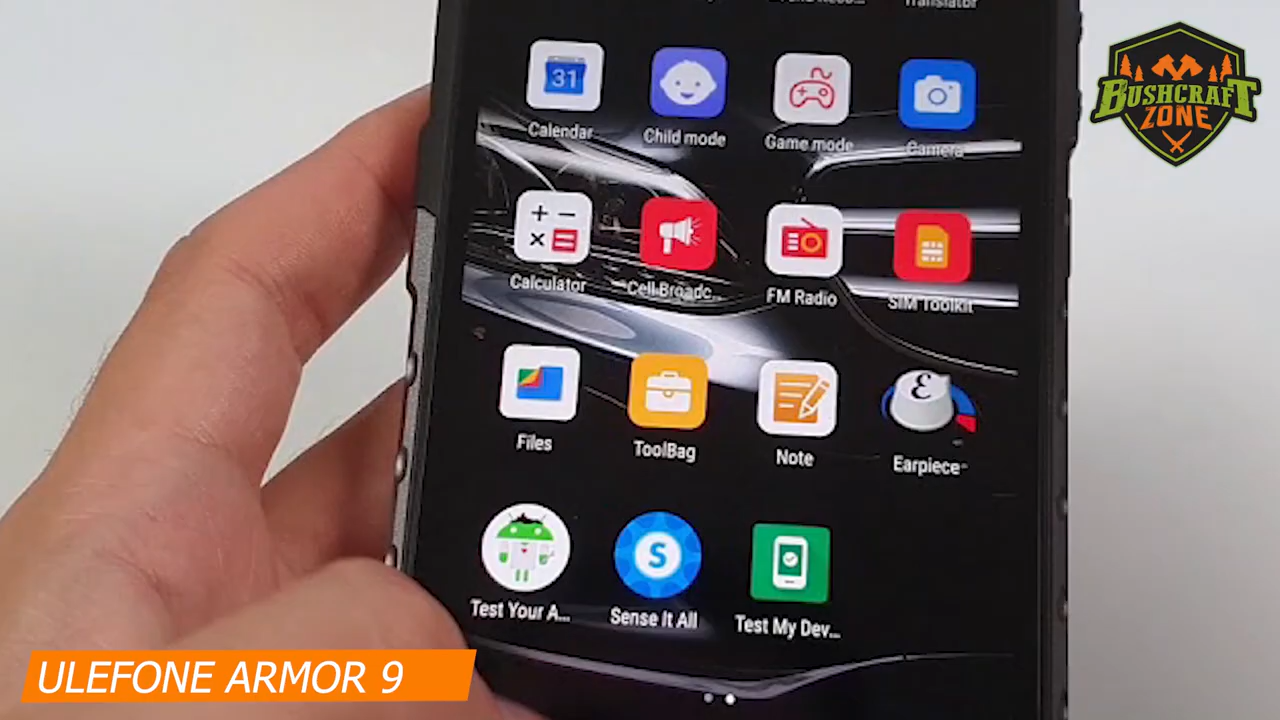 Translator
31
Calendar
Child mode
Game mode
Camera
Calculator
Cell Broadc...
FM Radio
SIM Toolkit
Files
ToolBag
Note
Earpiece
Test Your A...
S
Sense It All
Test My Dev...
BUSHCRAFT
ZONE
ULEFONE ARMOR 9